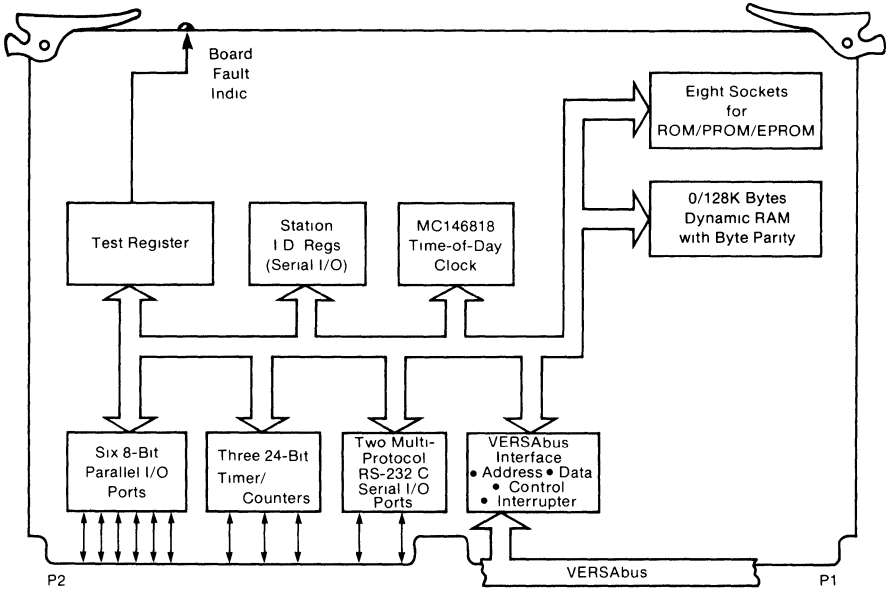 Board
Fault
Indic
Eight Sockets
for
ROM/PROM/EPROM
0/128K Bytes
Dynamic RAM
with Byte Parity
Test Register
Station
I D Regs
(Serial I/O)
MC146818
Time-of-Day
Clock
Six 8-Bit
Parallel I/O
Ports
Three 24-Bit
Timer/
Counters
Two Multi-
Protocol
RS-232 C
Serial I/O
Ports
VERSAbus
Interface
• Address • Data
• Control
• Interrupter
P2
VERSAbus
P1